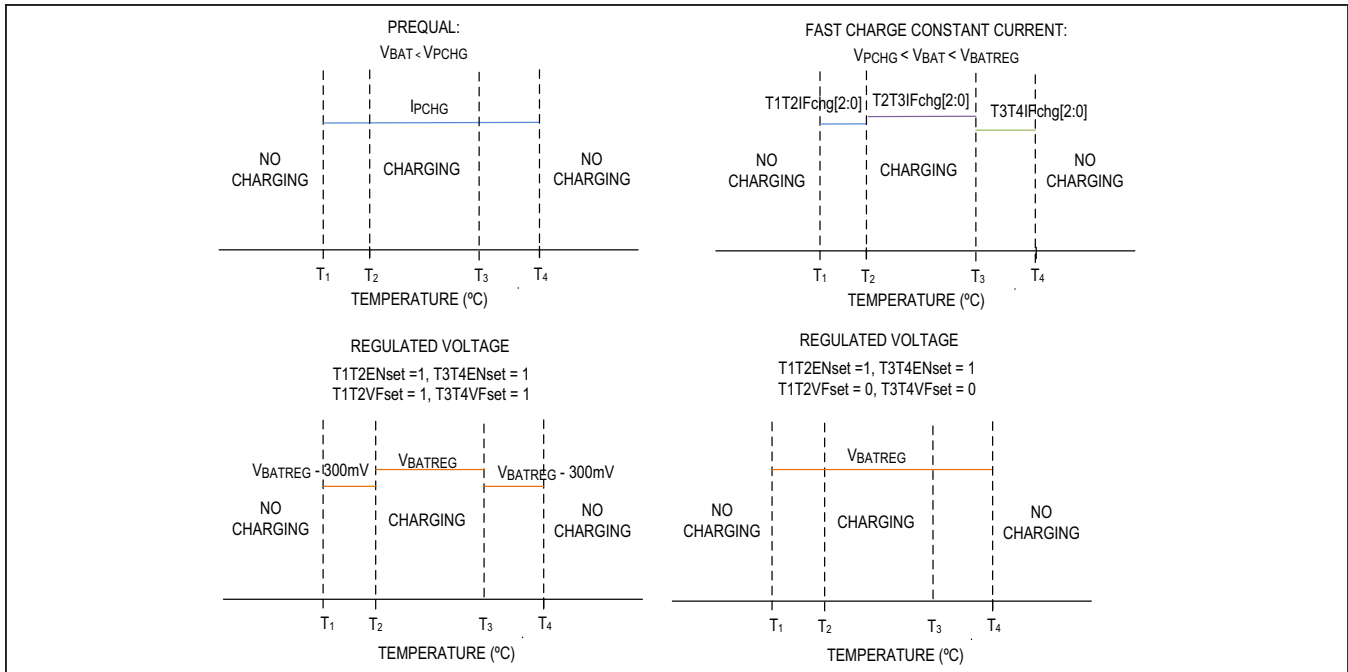 PREQUAL:
VBAT < VPCHG
IPCHG
NO
CHARGING
CHARGING
NO
CHARGING
T1
T2
T3
T4
TEMPERATURE (ºC)
FAST CHARGE CONSTANT CURRENT:
VPCHG < VBAT < VBATREG
T1T2IFchg[2:0]
T2T3IFchg[2:0]
T3T4IFchg[2:0]
NO
CHARGING
CHARGING
NO
CHARGING
T1
T2
T3
T4
TEMPERATURE (ºC)
REGULATED VOLTAGE
T1T2ENset =1, T3T4ENset = 1
T1T2VFset = 1, T3T4VFset = 1
VBATREG - 300mV
VBATREG
VBATREG - 300mV
NO
CHARGING
CHARGING
NO
CHARGING
T1
T2
T3
T4
TEMPERATURE (ºC)
REGULATED VOLTAGE
T1T2ENset =1, T3T4ENset = 1
T1T2VFset = 0, T3T4VFset = 0
VBATREG
NO
CHARGING
CHARGING
NO
CHARGING
T1
T2
T3
T4
TEMPERATURE (ºC)